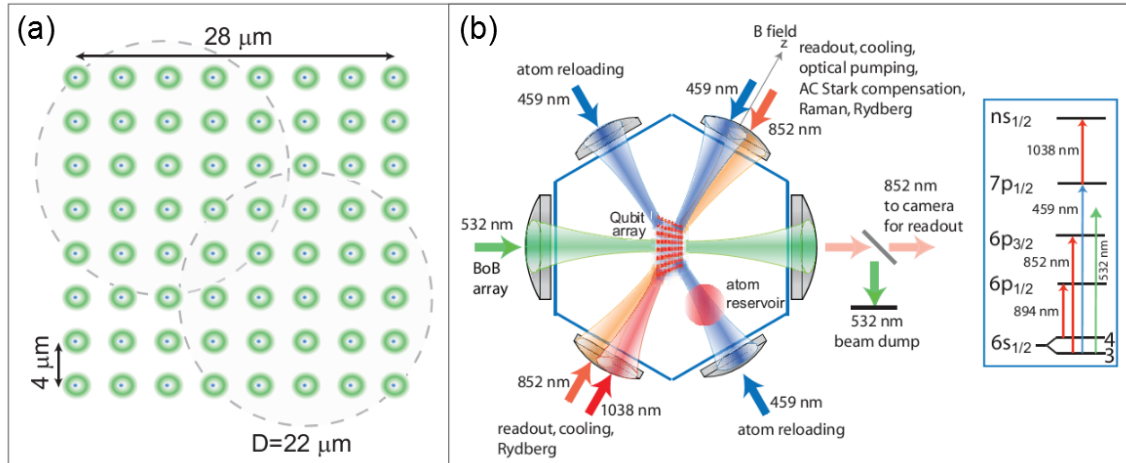 (a)
28 μm
4 μm
D=22 μm
(b)
B field
z
readout, cooling,
optical pumping,
AC Stark compensation,
Raman, Rydberg
atom reloading
459 nm
459 nm
852 nm
532 nm
BoB
array
Qubit
array
atom
reservoir
852 nm
to camera
for readout
532 nm
beam dump
852 nm
1038 nm
readout, cooling,
Rydberg
459 nm
atom reloading
ns1/2
1038 nm
7p1/2
459 nm
6p3/2
852 nm
532 nm
6p1/2
894 nm
6s1/2
4
3